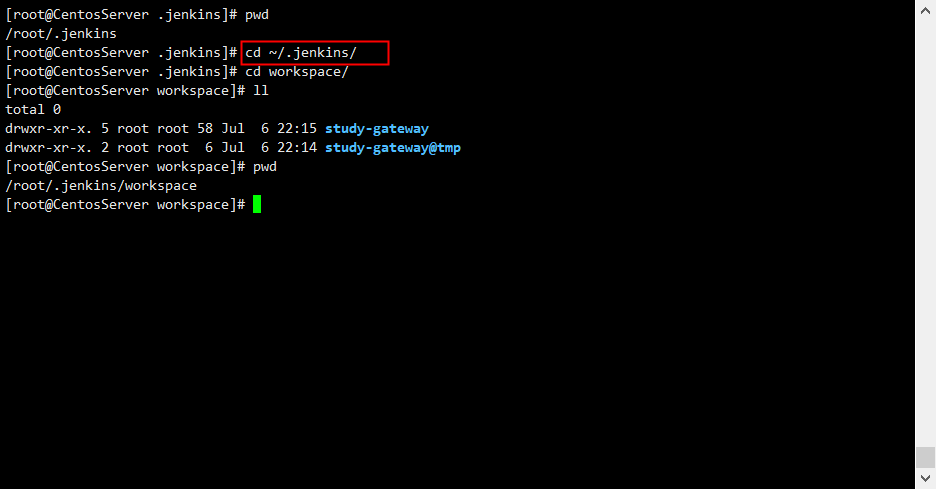 [root@CentosServer .jenkins]# pwd
/root/.jenkins
[root@CentosServer .jenkins]# cd ~/.jenkins/
[root@CentosServer .jenkins]# cd workspace/
[root@CentosServer workspace]# ll
total 0
drwxr-xr-x. 5 root root 58 Jul  6 22:15 study-gateway
drwxr-xr-x. 2 root root  6 Jul  6 22:14 study-gateway@tmp
[root@CentosServer workspace]# pwd
/root/.jenkins/workspace
[root@CentosServer workspace]#